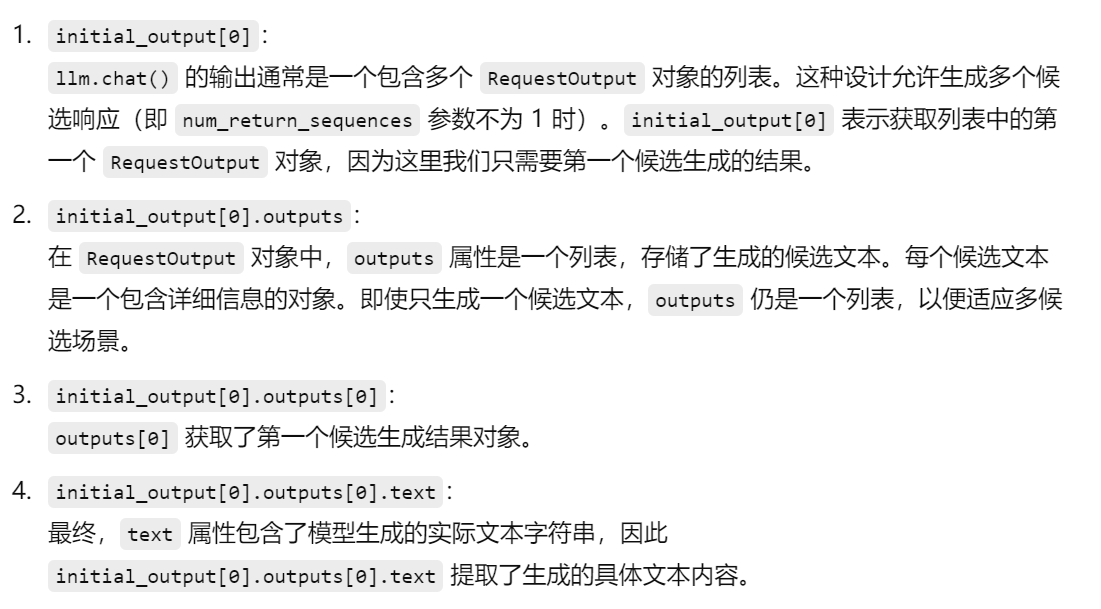 1. initial_output[0]：
llm.chat() 的输出通常是一个包含多个 RequestOutput 对象的列表。这种设计允许生成多个候
选响应（即 num_return_sequences 参数不为 1 时）。initial_output[0] 表示获取列表中的第
一个 RequestOutput 对象，因为这里我们只需要第一个候选生成的结果。
2. initial_output[0].outputs：
在 RequestOutput 对象中，outputs 属性是一个列表，存储了生成的候选文本。每个候选文本
是一个包含详细信息的对象。即使只生成一个候选文本，outputs 仍是一个列表，以便适应多候
选场景。
3. initial_output[0].outputs[0]：
outputs[0] 获取了第一个候选生成结果对象。
4. initial_output[0].outputs[0].text：
最终，text 属性包含了模型生成的实际文本字符串，因此
initial_output[0].outputs[0].text 提取了生成的具体文本内容。